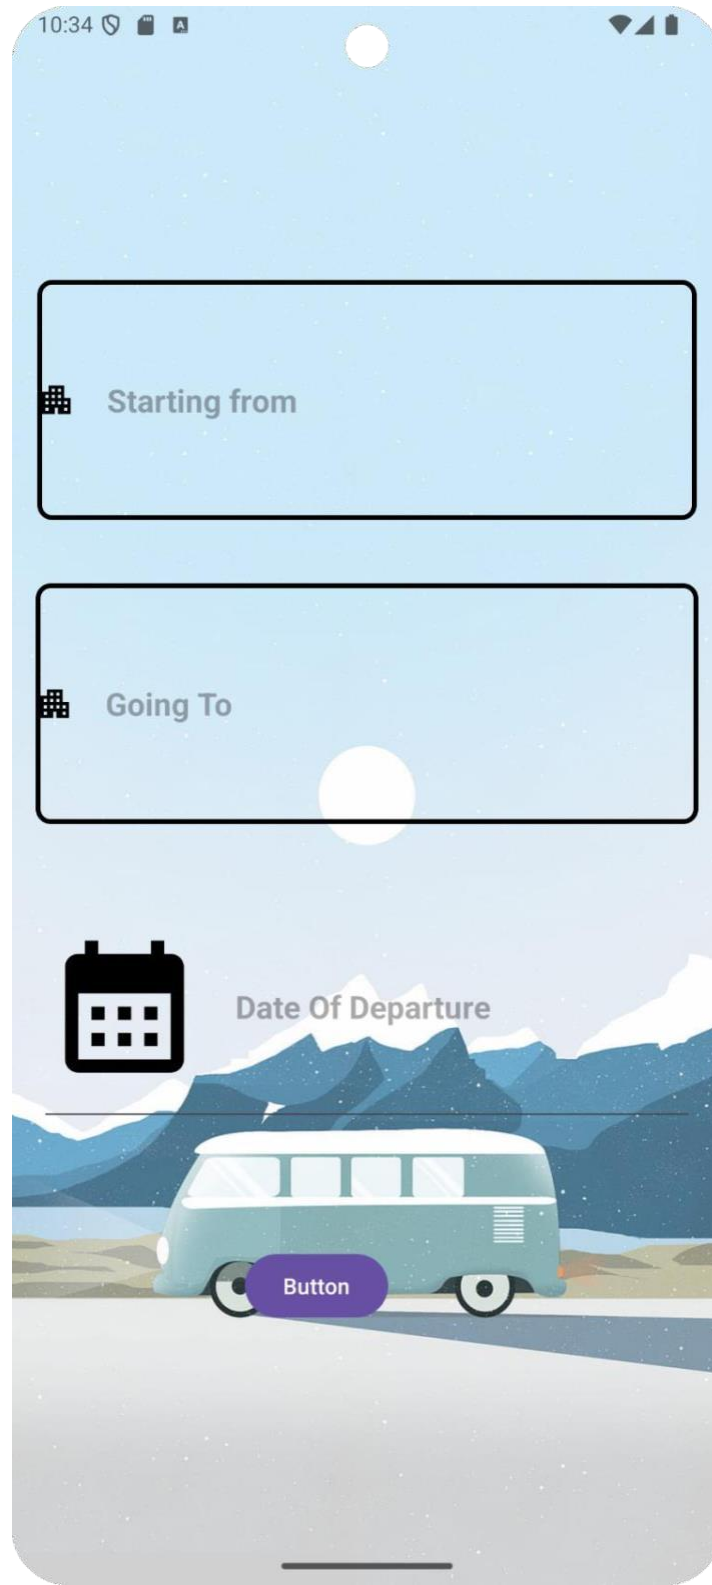 10:34
A
Starting from
Going To
Date Of Departure
Button